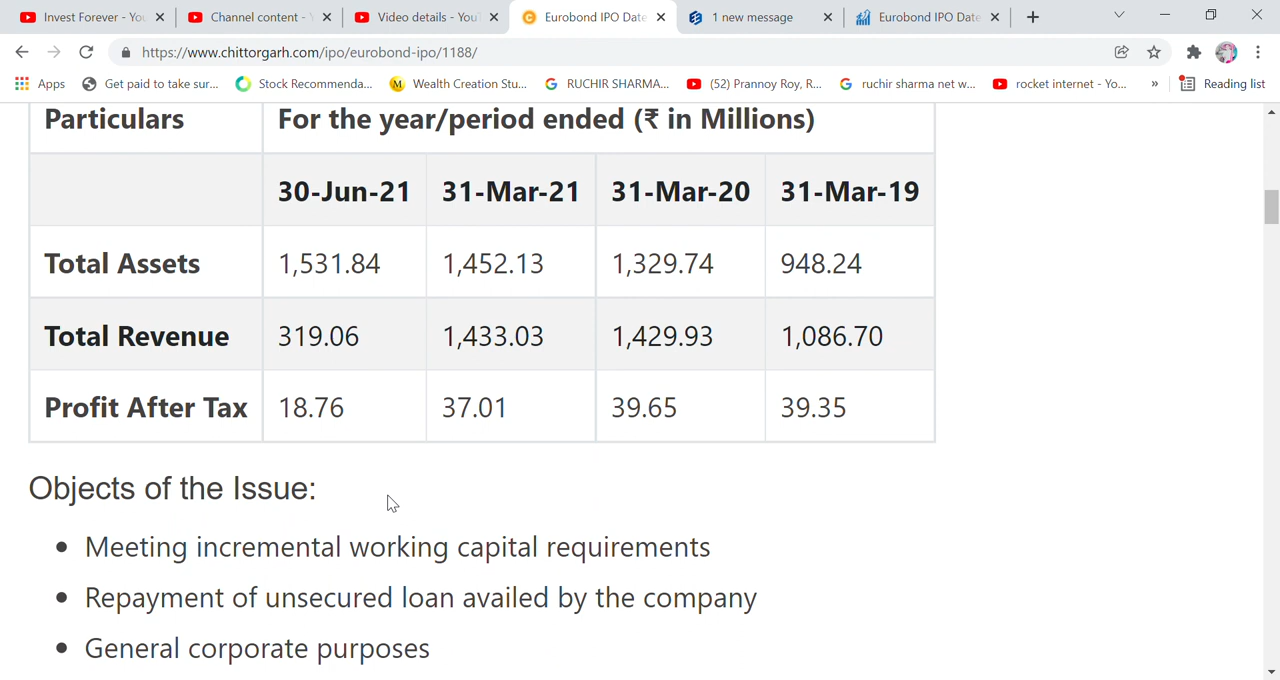 Invest Forever - You
Channel content - Y
Video details - YouT
Eurobond IPO Date
1 new message
Eurobond IPO Date
https://www.chittorgarh.com/ipo/eurobond-ipo/1188/
Apps
Get paid to take sur...
Stock Recommenda...
M
Wealth Creation Stu...
RUCHIR SHARMA...
(52) Prannoy Roy, R...
ruchir sharma net w...
rocket internet - Yo...
»
Reading list
Particulars For the year/period ended (₹ in Millions)
30-Jun-21 31-Mar-21 31-Mar-20 31-Mar-19
Total Assets 1,531.84 1,452.13 1,329.74 948.24
Total Revenue 319.06 1,433.03 1,429.93 1,086.70
Profit After Tax 18.76 37.01 39.65 39.35
Objects of the Issue:
• Meeting incremental working capital requirements
• Repayment of unsecured loan availed by the company
• General corporate purposes